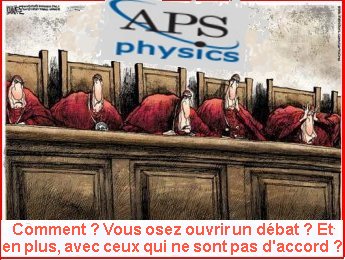 APS
physics
Comment ? Vous osez ouvrir un débat ? Et
en plus, avec ceux qui ne sont pas d'accord ?